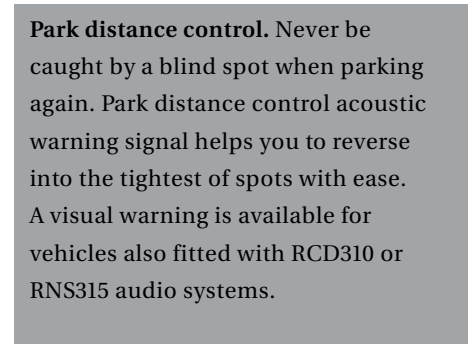 Park distance control. Never be
caught by a blind spot when parking
again. Park distance control acoustic
warning signal helps you to reverse
into the tightest of spots with ease.
A visual warning is available for
vehicles also fitted with RCD310 or
RNS315 audio systems.